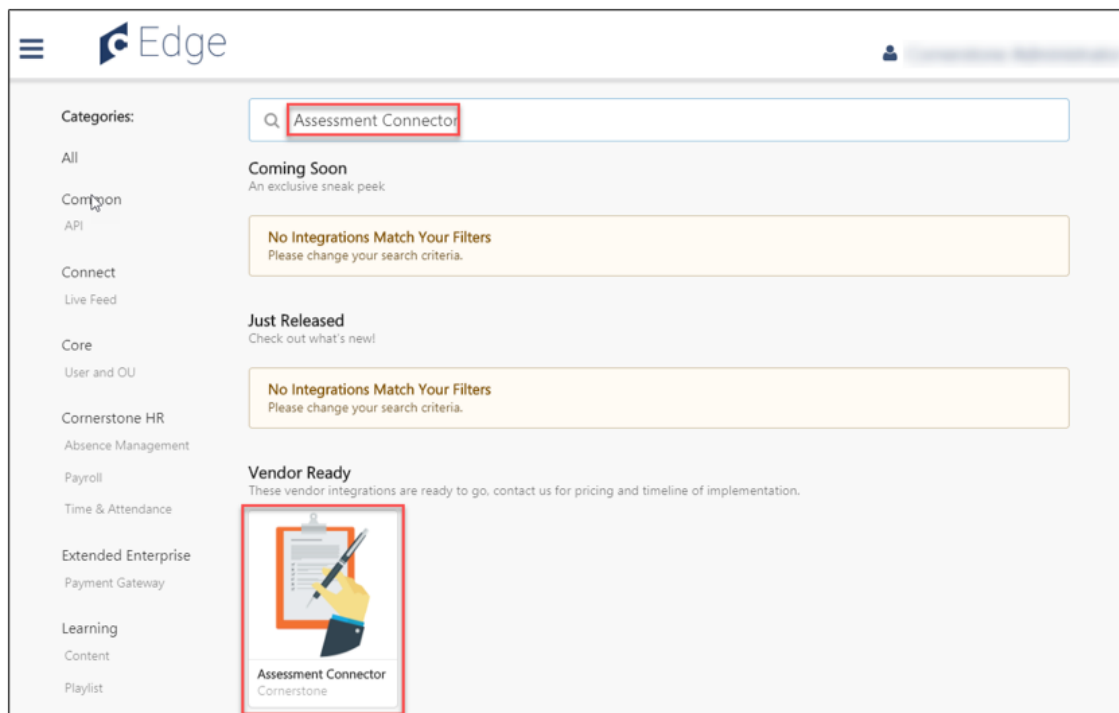 Edge
Categories:
All
Common
API
Connect
Live Feed
Core
User and OU
Cornerstone HR
Absence Management
Payroll
Time & Attendance
Extended Enterprise
Payment Gateway
Learning
Content
Playlist
Assessment Connector
Coming Soon
An exclusive sneak peek
No Integrations Match Your Filters
Please change your search criteria.
Just Released
Check out what's new!
No Integrations Match Your Filters
Please change your search criteria.
Vendor Ready
These vendor integrations are ready to go, contact us for pricing and timeline of implementation.
Assessment Connector
Cornerstone